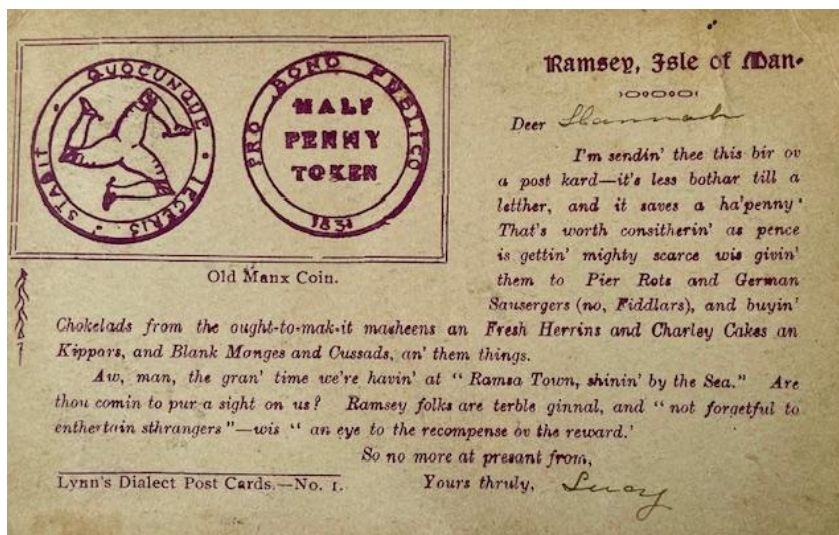 QUOCUNQUE · IECERIS · STABIT ·
PRO BONO PUBLICO
HALF
PENNY
TOKEN
1831
Old Manx Coin.
Ramsey, Isle of Man.
Deer Hannah
I'm sendin' thee this bir ov
a post kard—it's less bothar till a
letther, and it saves a ha'penny'
That's worth consitherin' as pence
is gettin' mighty scarce wis givin'
them to Pier Rots and German
Sausergers (no, Fiddlars), and buyin'
Chokelads from the ought-to-mak-it masheens an Fresh Herrins and Charley Cakes an
Kippars, and Blank Monges and Cussads, an' them things.
Aw, man, the gran' time we're havin' at "Ramsa Town, shinin' by the Sea." Are
thou comin to pur-a sight on us? Ramsey folks are terble ginnal, and "not forgetful to
enthertain sthrangers"—wis "an eye to the recompense ov the reward.'
So no more at presant from,
Yours thruly, Lucy
Lynn's Dialect Post Cards.—No. 1.